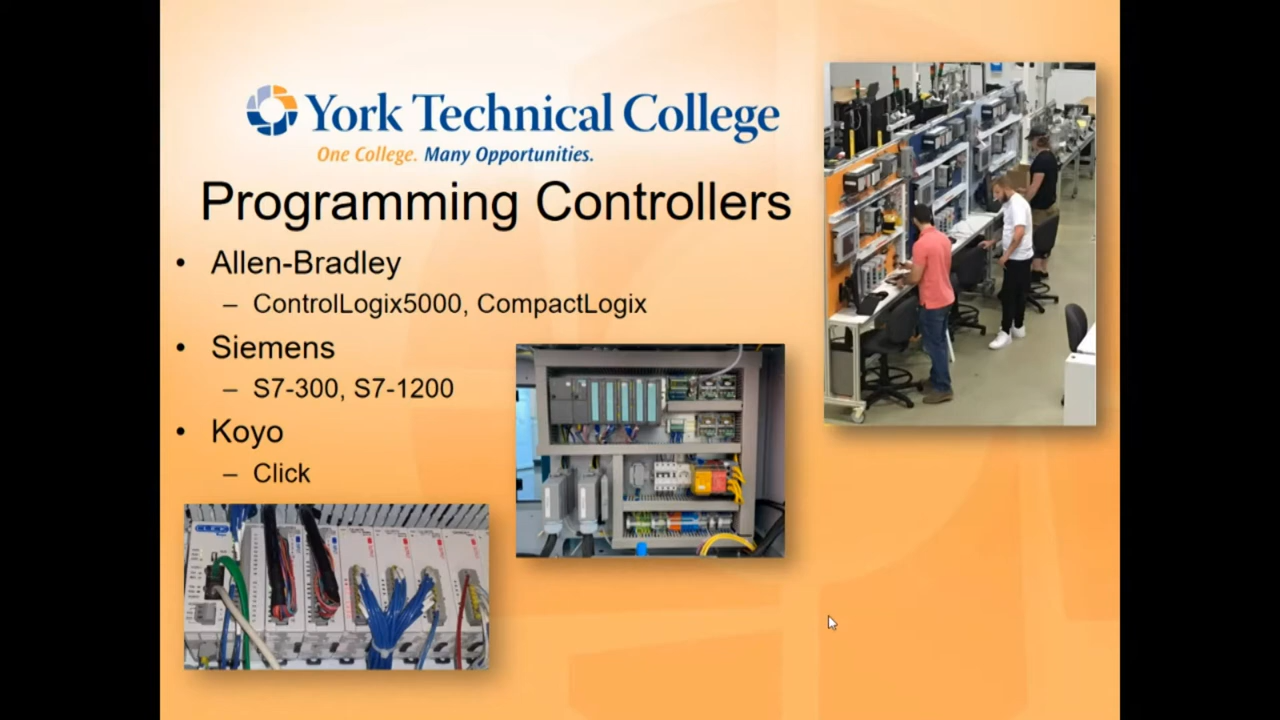 York Technical College
One College. Many Opportunities.
Programming Controllers
• Allen-Bradley
– ControlLogix5000, CompactLogix
• Siemens
– S7-300, S7-1200
• Koyo
– Click